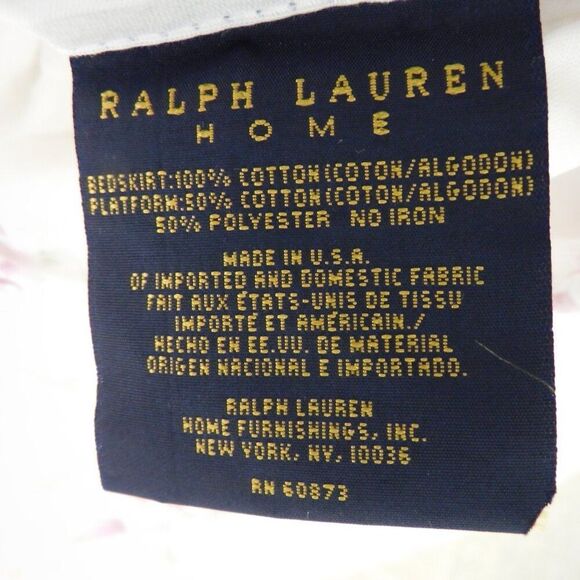 RALPH LAUREN
HOME
BEDSKIRT:100% COTTON(COTON/ALGODON)
PLATFORM:50% COTTON(COTON/ALGODON)
50% POLYESTER NO IRON
MADE IN U.S.A.
OF IMPORTED AND DOMESTIC FABRIC
FAIT AUX ÉTATS-UNIS DE TISSU
IMPORTÉ ET AMÉRICAIN./
HECHO EN EE.UU. DE MATERIAL
ORIGEN NACIONAL E IMPORTADO.
RALPH LAUREN
HOME FURNISHINGS, INC.
NEW YORK, NY, 10036
RN 60873